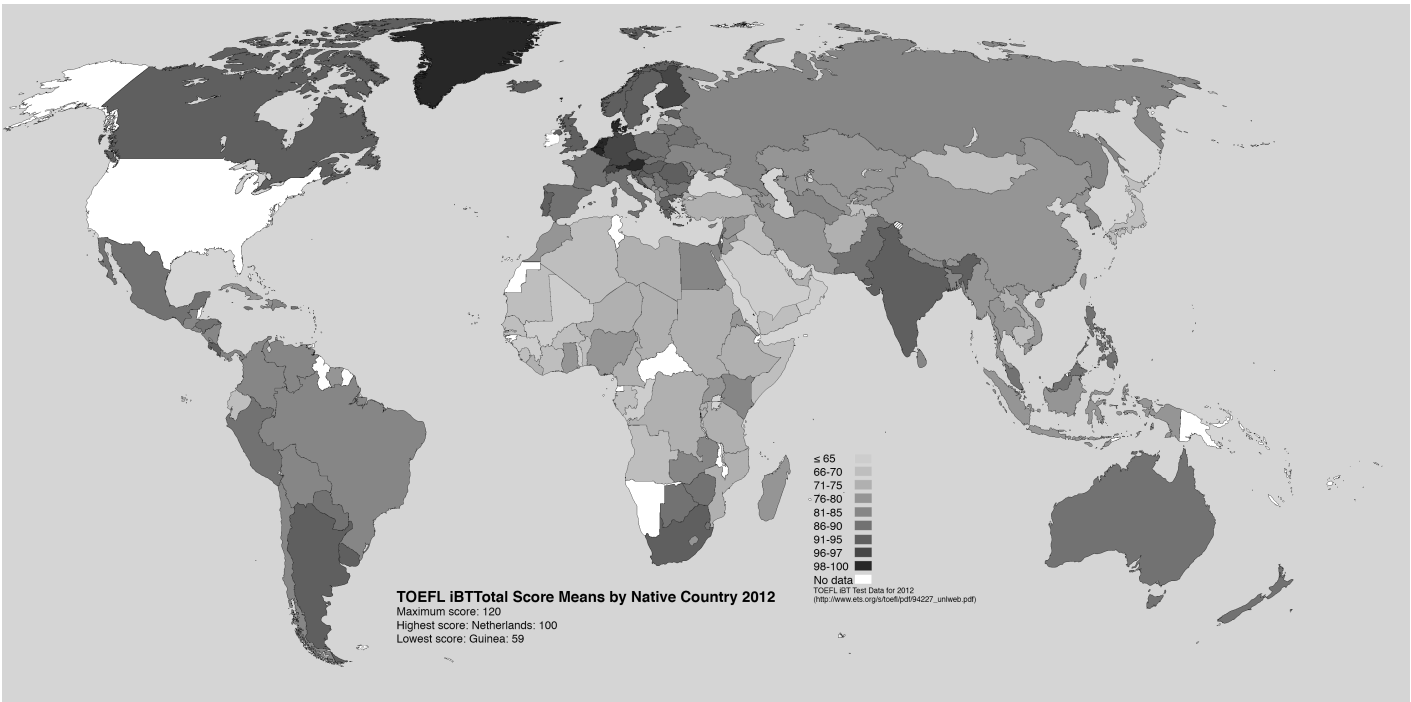 ≤ 65
66-70
71-75
76-80
81-85
86-90
91-95
96-97
98-100
No data
TOEFL iBT Test Data for 2012
(http://www.ets.org/s/toefl/pdf/94227_unlweb.pdf)
TOEFL iBTTotal Score Means by Native Country 2012
Maximum score: 120
Highest score: Netherlands: 100
Lowest score: Guinea: 59